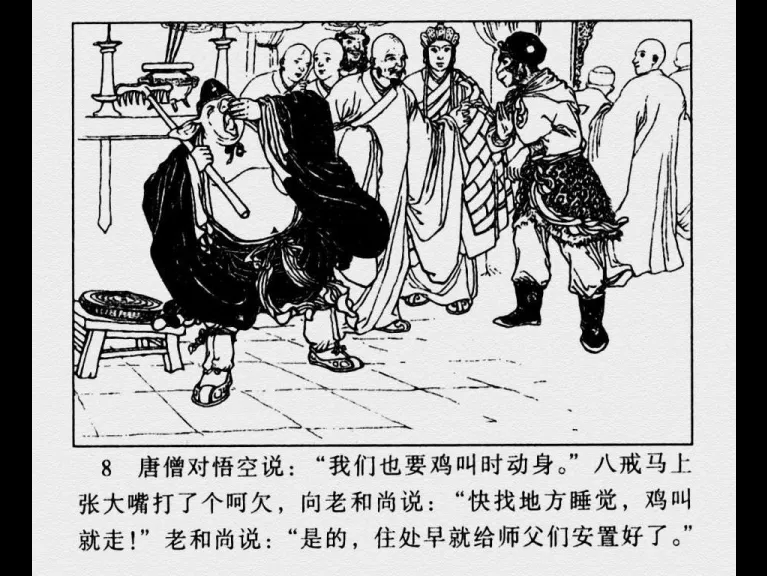 8 唐僧对悟空说：“我们也要鸡叫时动身。”八戒马上
张大嘴打了个呵欠，向老和尚说：“快找地方睡觉，鸡叫
就走！”老和尚说：“是的，住处早就给师父们安置好了。”